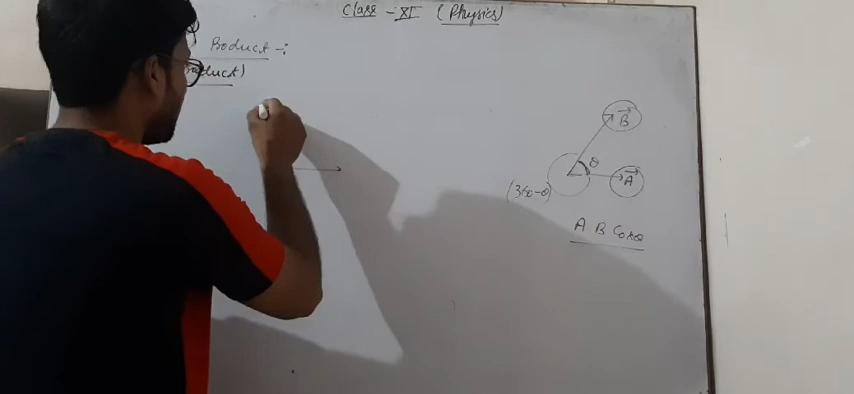 Class - XI (Physics)
Product -:
B
θ
A
(360-θ)
A B Cosθ